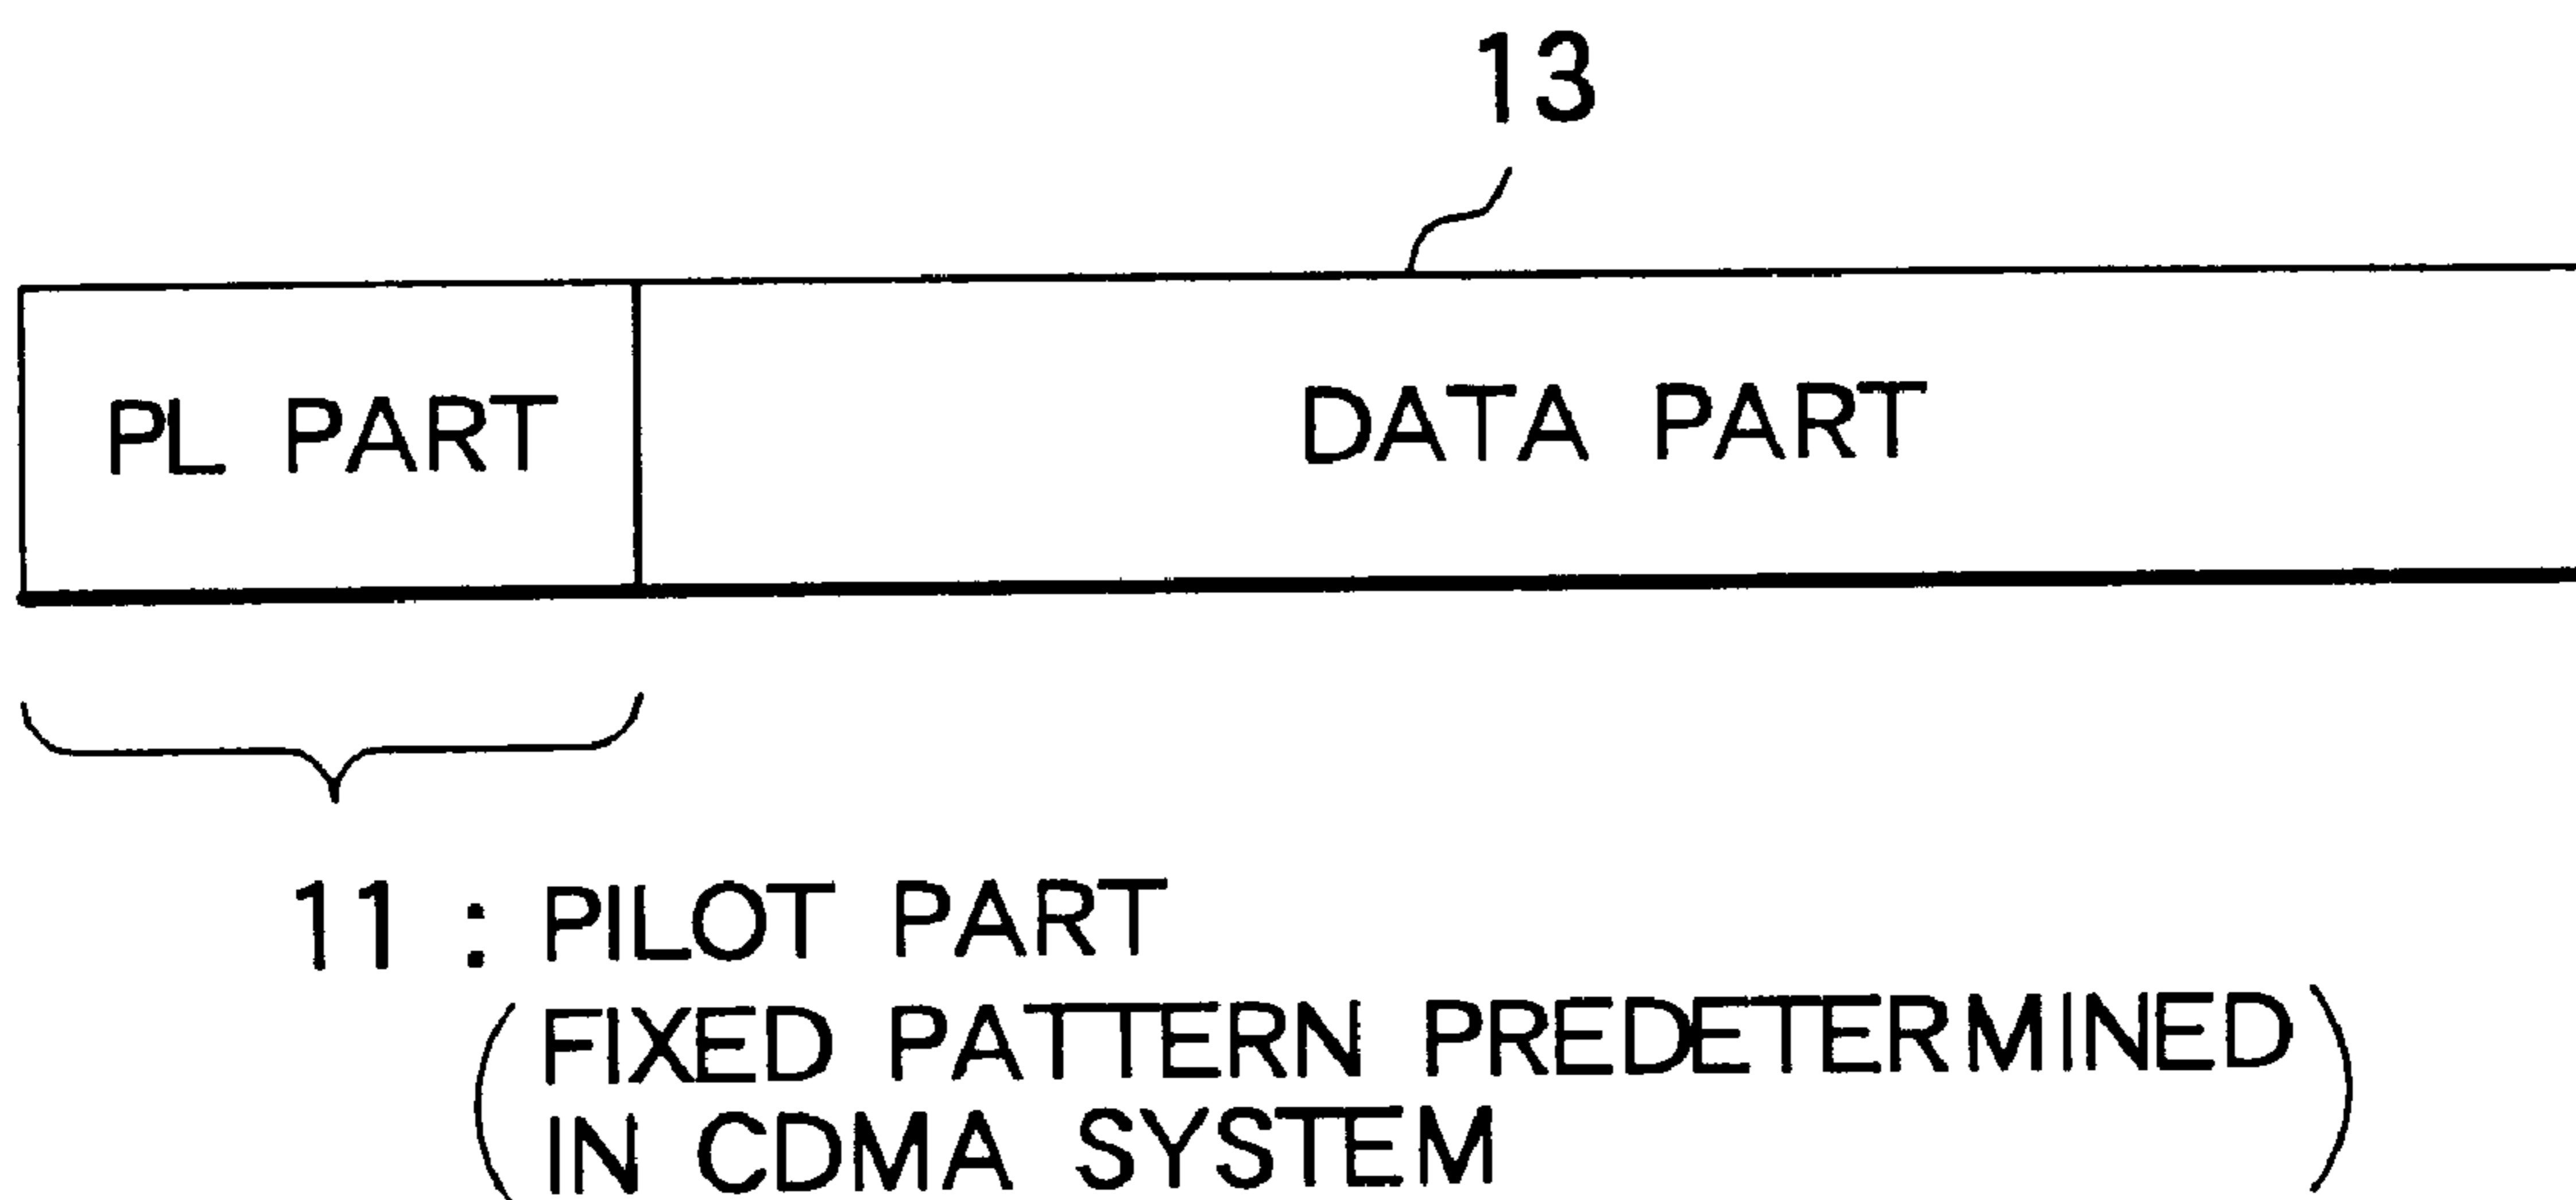 13
PL PART DATA PART
11 : PILOT PART
(FIXED PATTERN PREDETERMINED
IN CDMA SYSTEM)